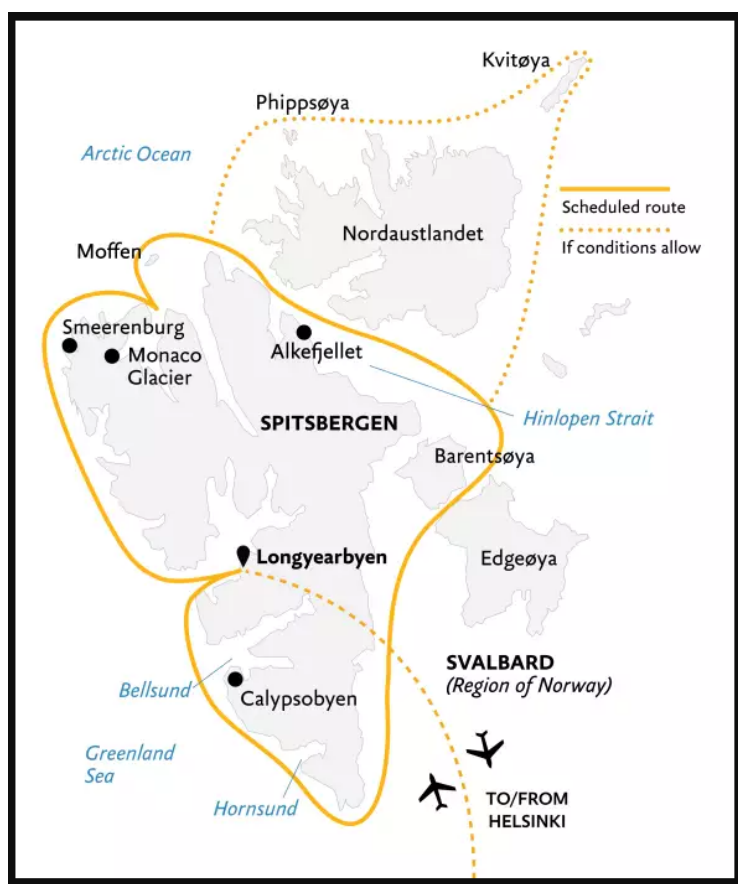 Kvitøya
Phippsøya
Arctic Ocean
Nordaustlandet
Scheduled route
If conditions allow
Moffen
Smeerenburg
Monaco
Glacier
Alkefjellet
SPITSBERGEN
Hinlopen Strait
Barentsøya
Longyearbyen
Edgeøya
SVALBARD
(Region of Norway)
Bellsund
Calypsobyen
Greenland
Sea
Hornsund
TO/FROM
HELSINKI